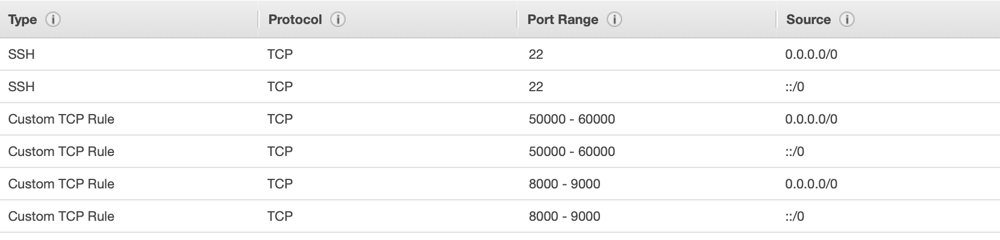 Type Protocol Port Range Source
SSH TCP 22 0.0.0.0/0
SSH TCP 22 ::/0
Custom TCP Rule TCP 50000 - 60000 0.0.0.0/0
Custom TCP Rule TCP 50000 - 60000 ::/0
Custom TCP Rule TCP 8000 - 9000 0.0.0.0/0
Custom TCP Rule TCP 8000 - 9000 ::/0